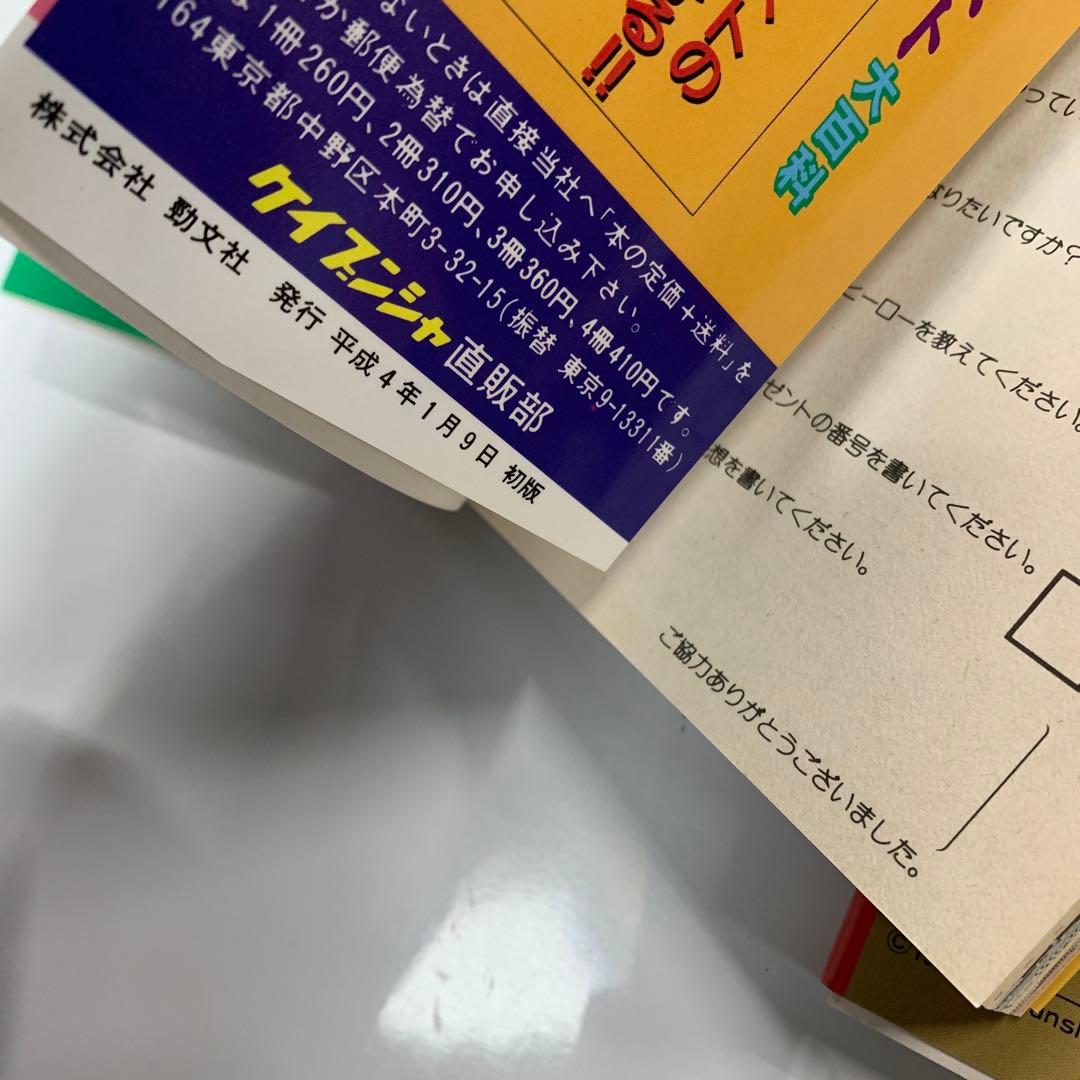 の
!!
大百科
ないときは直接当社へ「本の定価+送料」を
か郵便為替でお申し込み下さい。
1冊260円、2冊310円、3冊360円、4冊410円です。
164東京都中野区本町3-32-15(振替 東京9-13311番)
ケイブンシャ直販部
株式会社 勁文社 発行 平成4年1月9日 初版
ってい
なりたいですか?
ヒーローを教えてください
ゼントの番号を書いてください。
想を書いてください。
ご協力ありがとうございました。
©